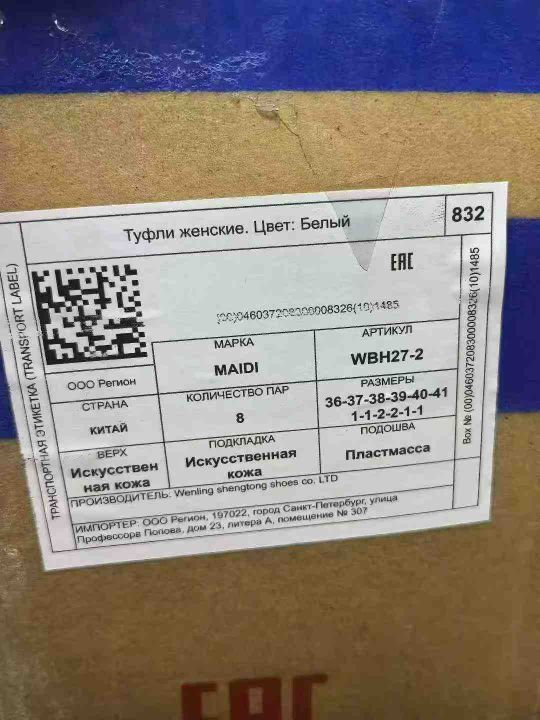 Туфли женские. Цвет: Белый
832
ТРАНСПОРТНАЯ ЭТИКЕТКА (TRANSPORT LABEL)
EAC
(00)046037208300008326(10)1485
Box № (00)046037208300008326(10)1485
ООО Регион
МАРКА
MAIDI
АРТИКУЛ
WBH27-2
СТРАНА
КИТАЙ
КОЛИЧЕСТВО ПАР
8
РАЗМЕРЫ
36-37-38-39-40-41
1-1-2-2-1-1
ВЕРХ
Искусствен
ная кожа
ПОДКЛАДКА
Искусственная
кожа
ПОДОШВА
Пластмасса
ПРОИЗВОДИТЕЛЬ: Wenling shengtong shoes co. LTD
ИМПОРТЕР: ООО Регион, 197022, город Санкт-Петербург, улица
Профессора Попова, дом 23, литера А, помещение № 307
EAC